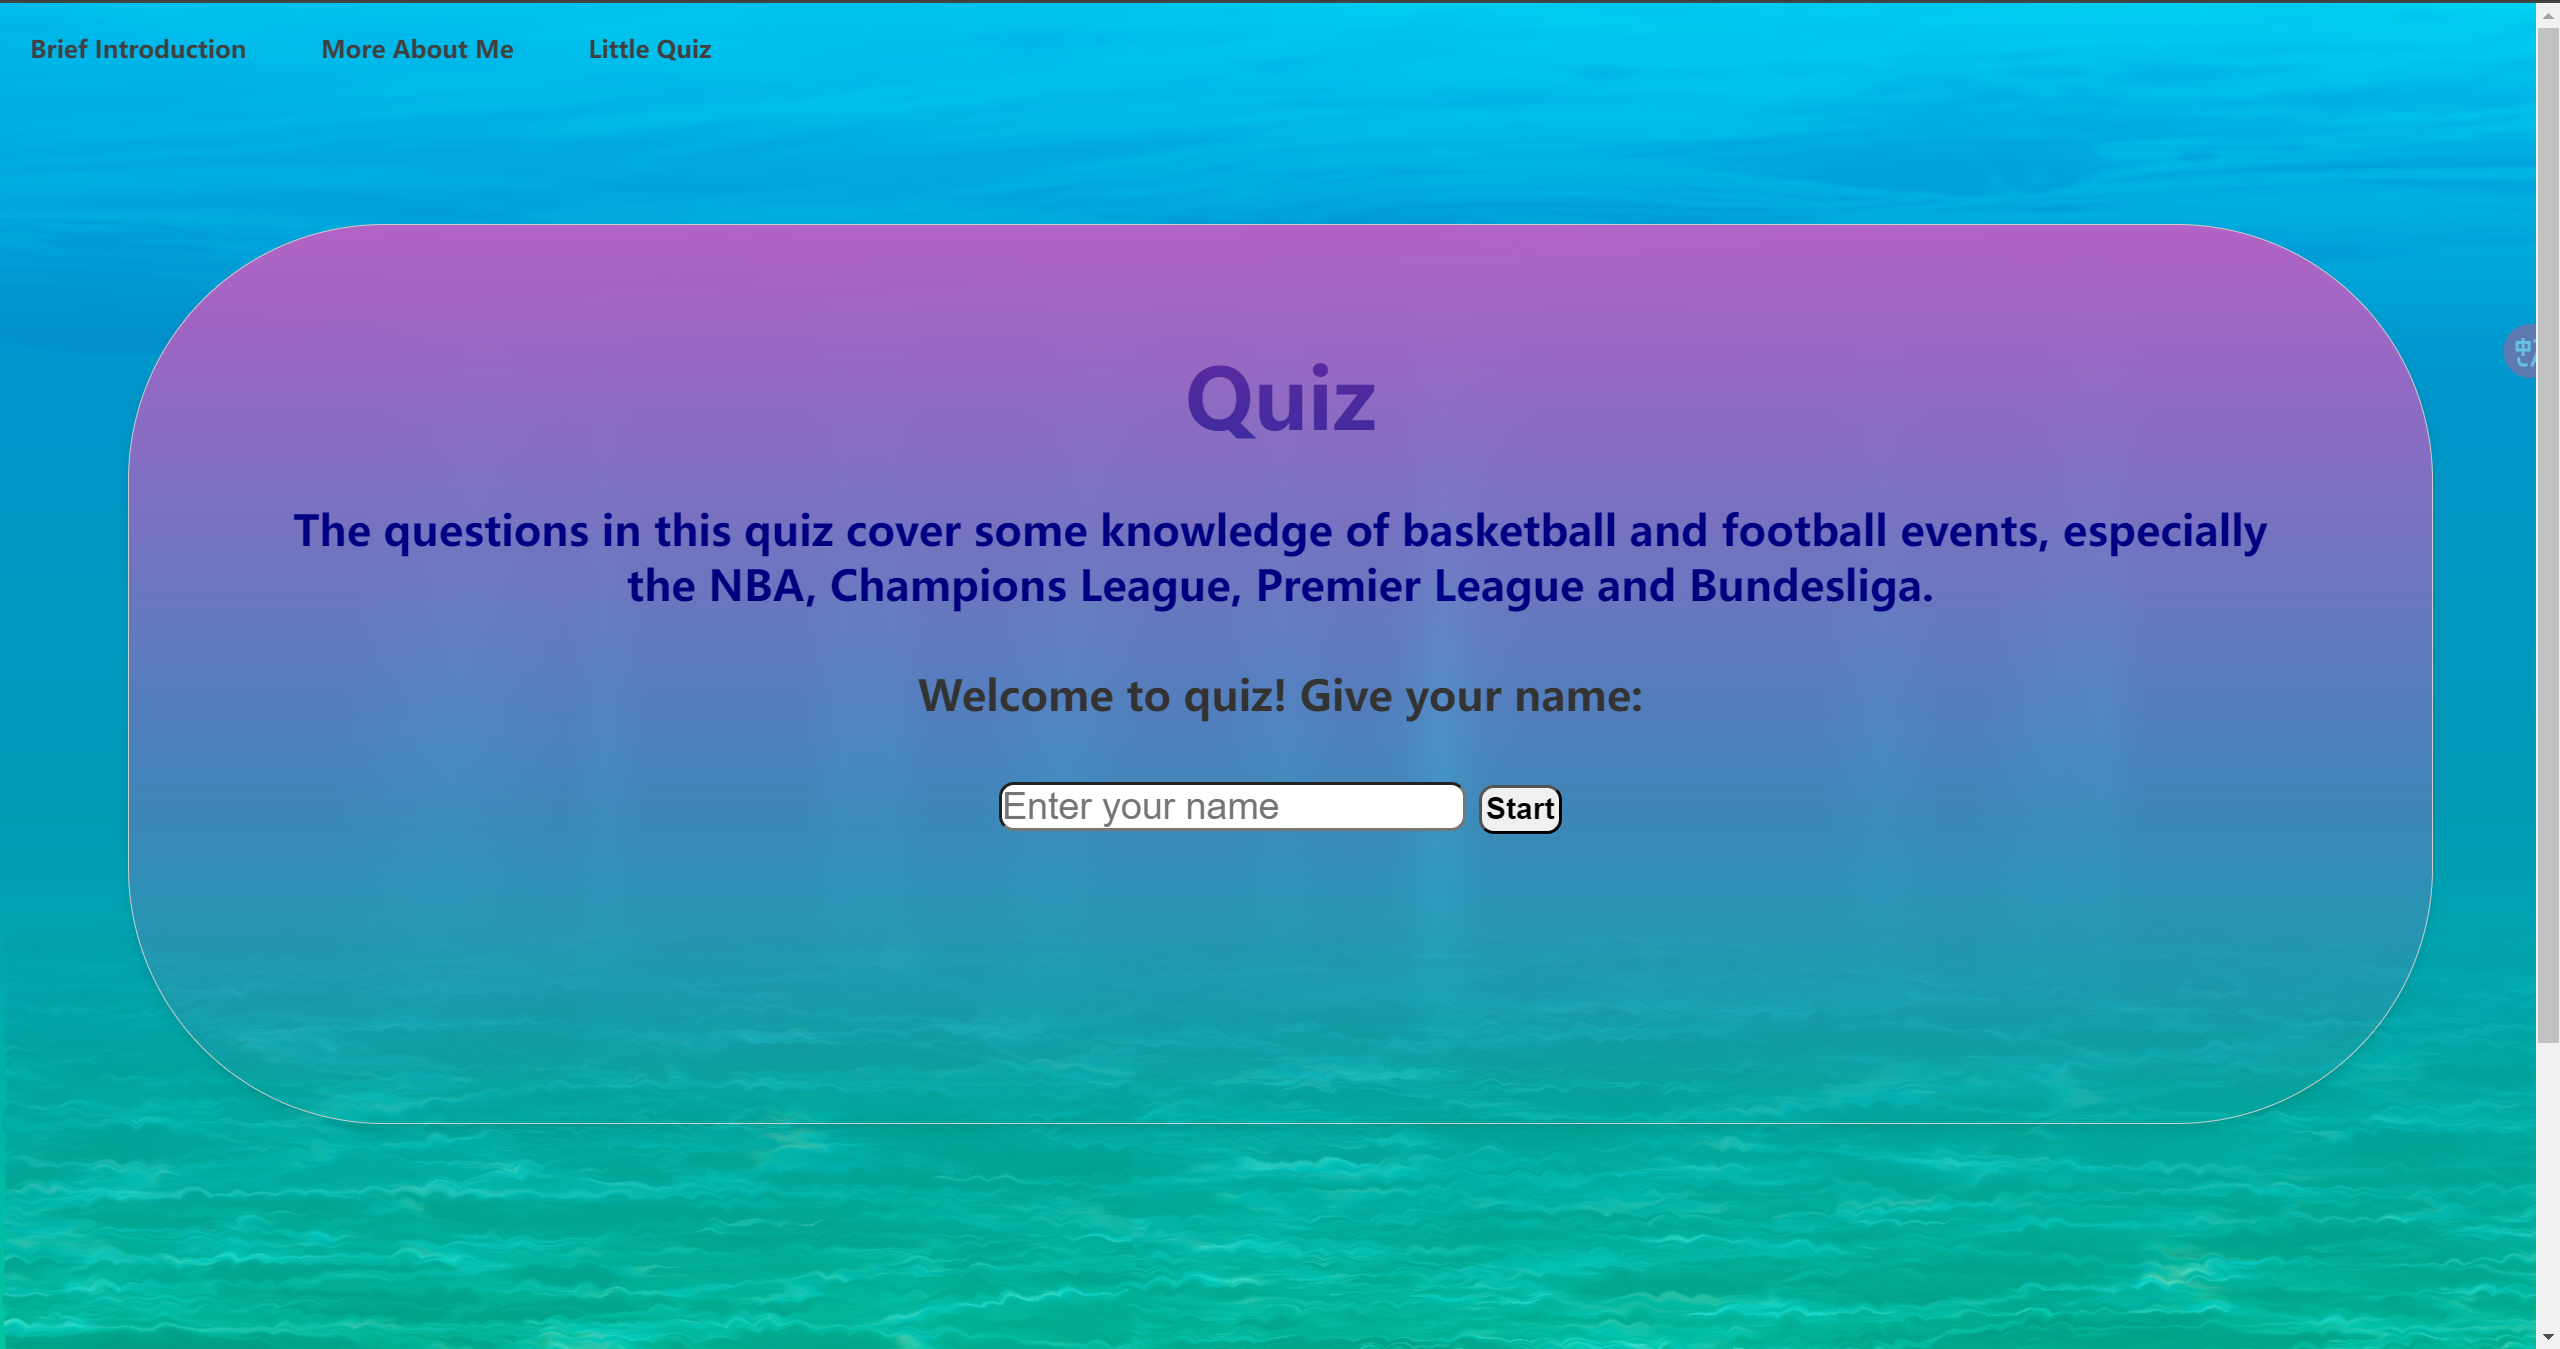 Brief Introduction More About Me Little Quiz
Quiz
The questions in this quiz cover some knowledge of basketball and football events, especially
the NBA, Champions League, Premier League and Bundesliga.
Welcome to quiz! Give your name:
Enter your name Start